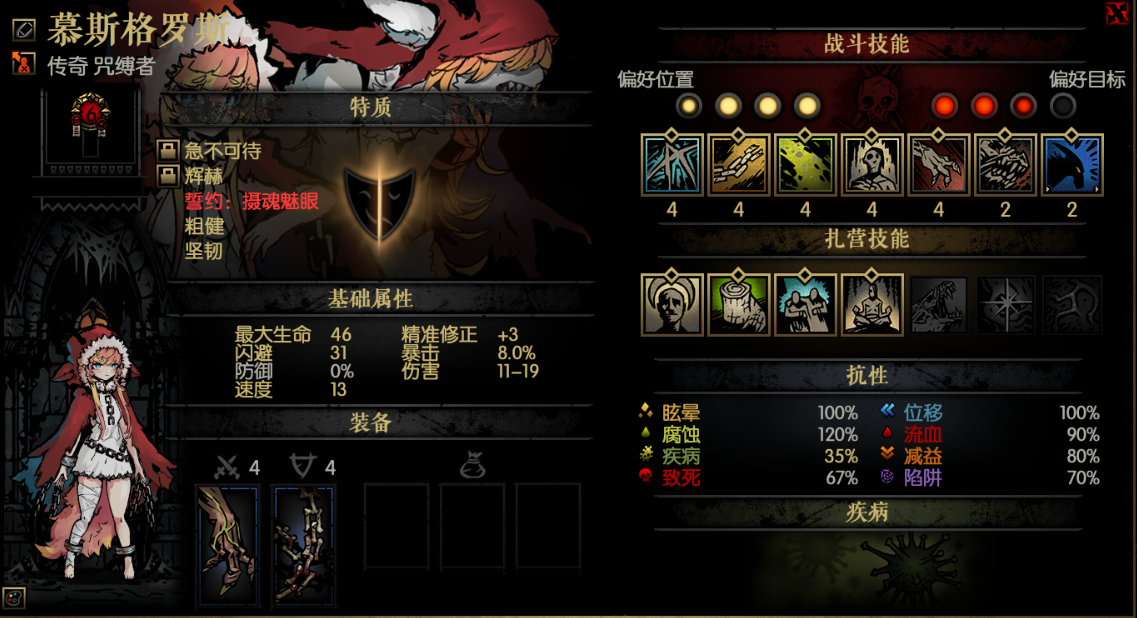 慕斯格罗斯
传奇 咒缚者
6
特质
急不可待
辉赫
誓约：摄魂魅眼
粗健
坚韧
基础属性
最大生命 46 精准修正 +3
闪避 31 暴击 8.0%
防御 0% 伤害 11-19
速度 13
装备
4 4
战斗技能
偏好位置 偏好目标
4 4 4 4 4 2 2
扎营技能
抗性
眩晕 100% 位移 100%
腐蚀 120% 流血 90%
疾病 35% 减益 80%
致死 67% 陷阱 70%
疾病